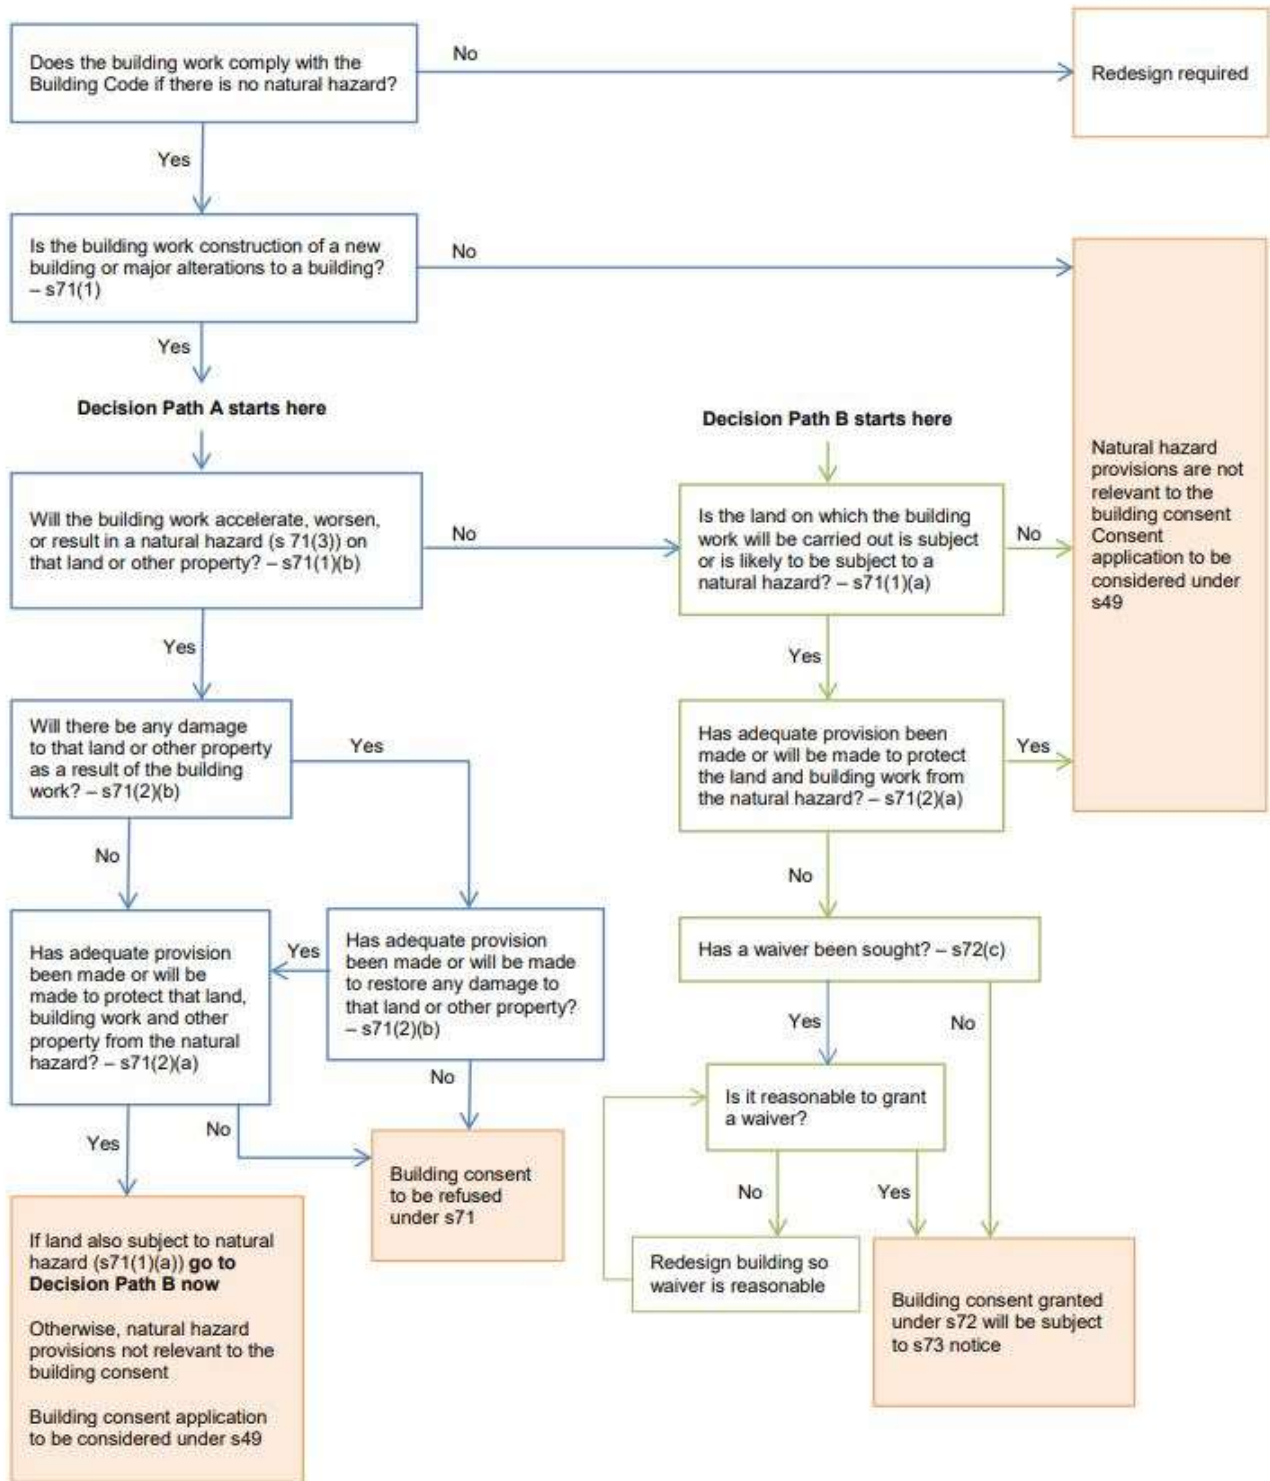 Does the building work comply with the
Building Code if there is no natural hazard?
No
Redesign required
Yes
Is the building work construction of a new
building or major alterations to a building?
– s71(1)
No
Yes
Decision Path A starts here
Will the building work accelerate, worsen,
or result in a natural hazard (s 71(3)) on
that land or other property? – s71(1)(b)
No
Yes
Will there be any damage
to that land or other property
as a result of the building
work? – s71(2)(b)
Yes
No
Has adequate provision
been made or will be
made to protect that land,
building work and other
property from the natural
hazard? – s71(2)(a)
Yes
Has adequate provision
been made or will be made
to restore any damage to
that land or other property?
– s71(2)(b)
No
No
Yes
Building consent
to be refused
under s71
If land also subject to natural
hazard (s71(1)(a)) go to
Decision Path B now
Otherwise, natural hazard
provisions not relevant to the
building consent
Building consent application
to be considered under s49
Decision Path B starts here
Is the land on which the building
work will be carried out is subject
or is likely to be subject to a
natural hazard? – s71(1)(a)
No
Yes
Has adequate provision been
made or will be made to protect
the land and building work from
the natural hazard? – s71(2)(a)
Yes
No
Natural hazard
provisions are not
relevant to the
building consent
Consent
application to be
considered under
s49
Has a waiver been sought? – s72(c)
Yes
No
Is it reasonable to grant
a waiver?
No
Yes
Redesign building so
waiver is reasonable
Building consent granted
under s72 will be subject
to s73 notice